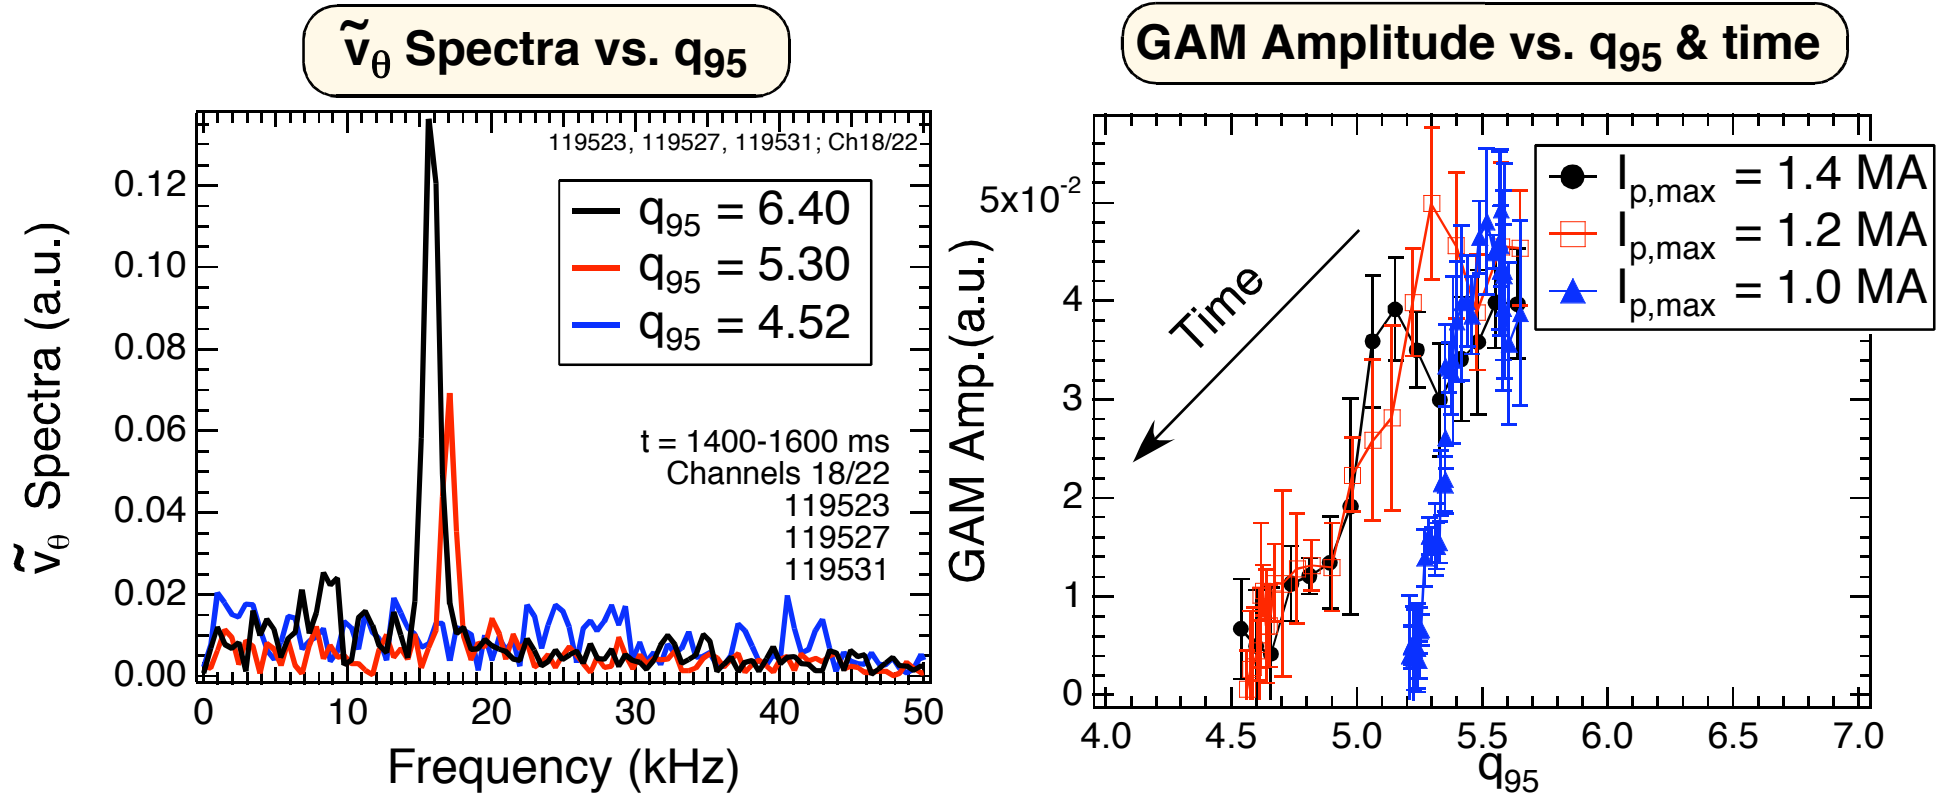 ṽθ Spectra vs. q95
119523, 119527, 119531; Ch18/22
q95 = 6.40
q95 = 5.30
q95 = 4.52
t = 1400-1600 ms
Channels 18/22
119523
119527
119531
ṽθ Spectra (a.u.)
0.12
0.10
0.08
0.06
0.04
0.02
0.00
0 10 20 30 40 50
Frequency (kHz)
GAM Amplitude vs. q95 & time
Ip,max = 1.4 MA
Ip,max = 1.2 MA
Ip,max = 1.0 MA
Time
GAM Amp.(a.u.)
5x10-2
4
3
2
1
0
4.0 4.5 5.0 5.5 6.0 6.5 7.0
q95